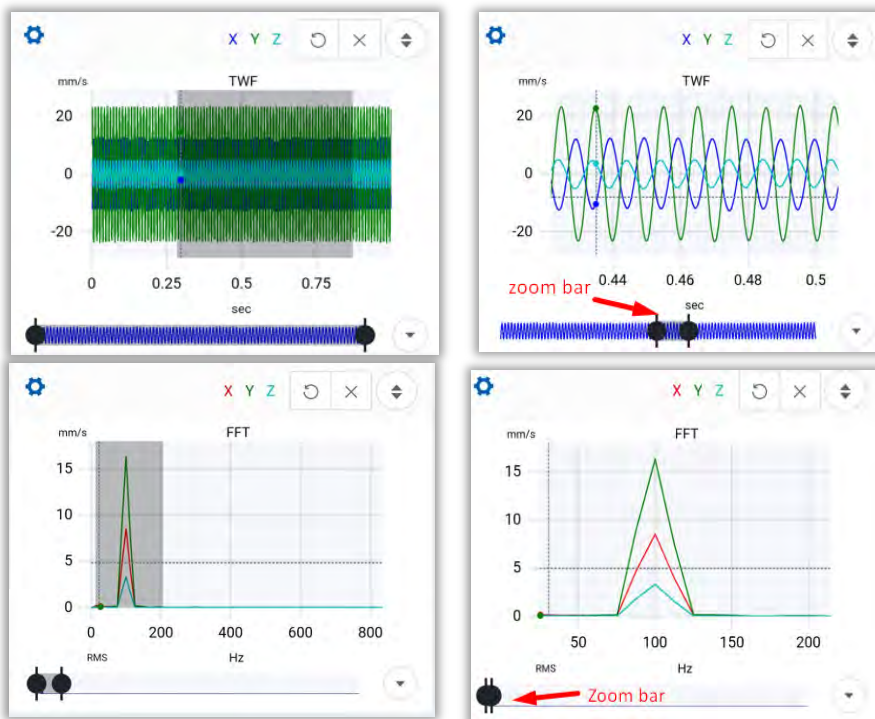 X Y Z
mm/s
TWF
20
0
-20
0 0.25 0.5 0.75
sec
X Y Z
mm/s
TWF
20
0
-20
0.44 0.46 0.48 0.5
zoom bar
sec
X Y Z
mm/s
FFT
15
10
5
0
0 200 400 600 800
RMS Hz
X Y Z
mm/s
FFT
15
10
5
0
50 100 150 200
RMS Hz
Zoom bar